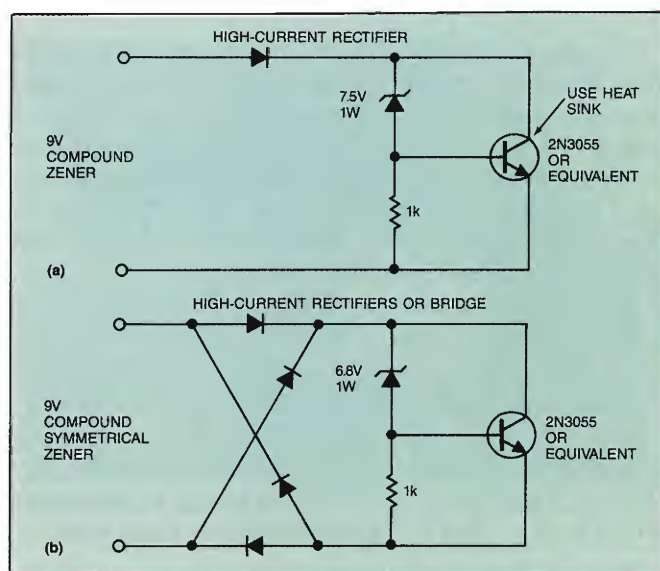 HIGH-CURRENT RECTIFIER
7.5V
1W
USE HEAT
SINK
9V
COMPOUND
ZENER
2N3055
OR
EQUIVALENT
1k
(a)
HIGH-CURRENT RECTIFIERS OR BRIDGE
6.8V
1W
9V
COMPOUND
SYMMETRICAL
ZENER
2N3055
OR
EQUIVALENT
1k
(b)